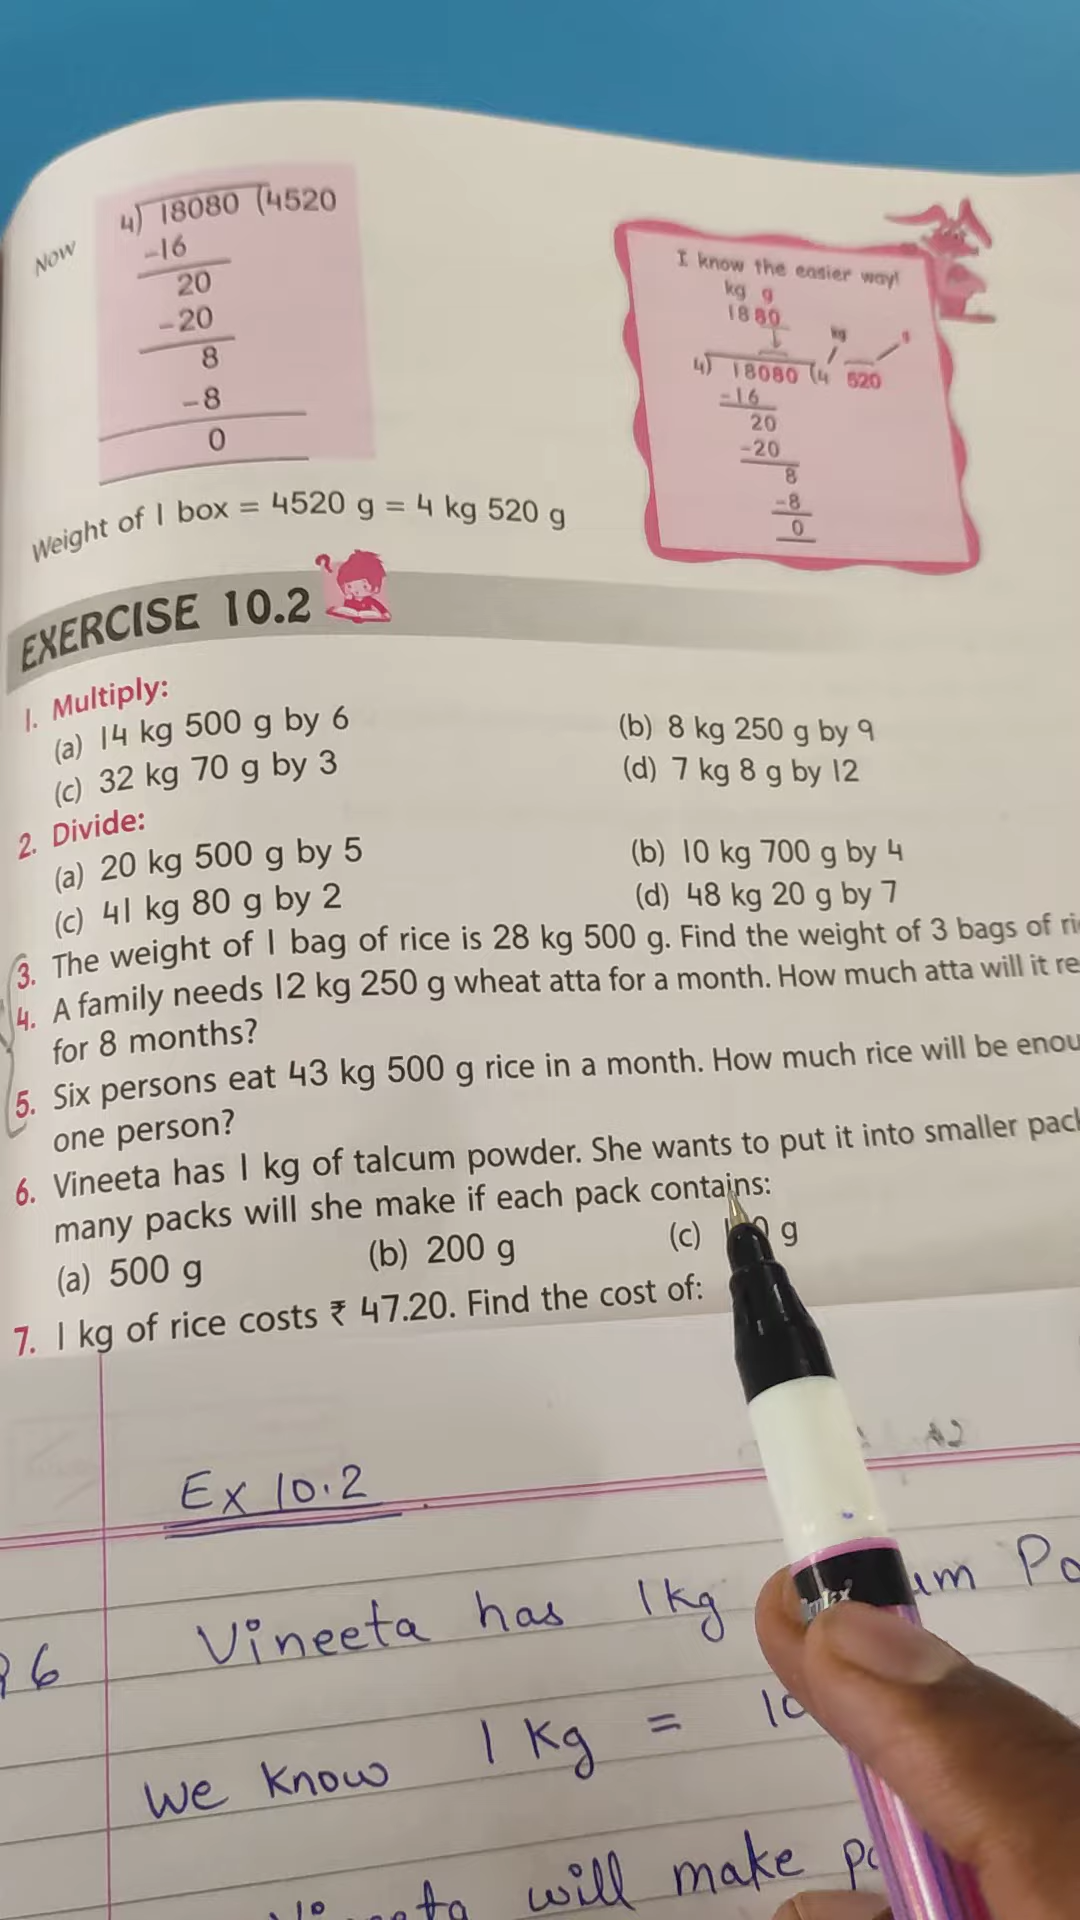 Now
4) 18080 (4520
-16
20
-20
8
-8
0
Weight of 1 box = 4520 g = 4 kg 520 g
I know the easier way!
kg g
18 80
kg g
4) 18080 (4 520
-16
20
-20
8
-8
0
EXERCISE 10.2
1. Multiply:
(a) 14 kg 500 g by 6 (b) 8 kg 250 g by 9
(c) 32 kg 70 g by 3 (d) 7 kg 8 g by 12
2. Divide:
(a) 20 kg 500 g by 5 (b) 10 kg 700 g by 4
(c) 41 kg 80 g by 2 (d) 48 kg 20 g by 7
3. The weight of 1 bag of rice is 28 kg 500 g. Find the weight of 3 bags of
4. A family needs 12 kg 250 g wheat atta for a month. How much atta will it
for 8 months?
5. Six persons eat 43 kg 500 g rice in a month. How much rice will be
one person?
6. Vineeta has 1 kg of talcum powder. She wants to put it into smaller
many packs will she make if each pack contains:
(a) 500 g (b) 200 g (c) g
7. 1 kg of rice costs ₹ 47.20. Find the cost of:
Ex 10.2
6 Vineeta has 1kg
We know 1 Kg =
will make